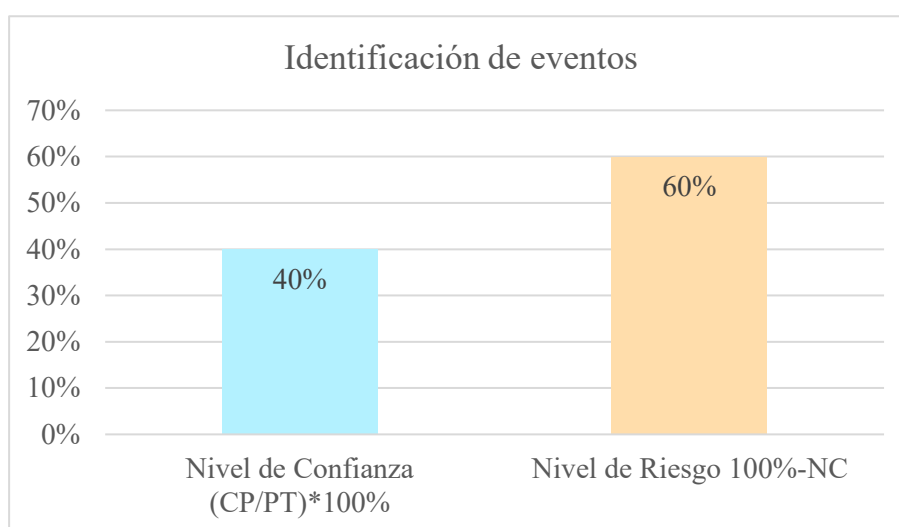 Identificación de eventos
70%
60%
50%
40%
30%
20%
10%
0%
40%
60%
Nivel de Confianza
(CP/PT)*100%
Nivel de Riesgo 100%-NC